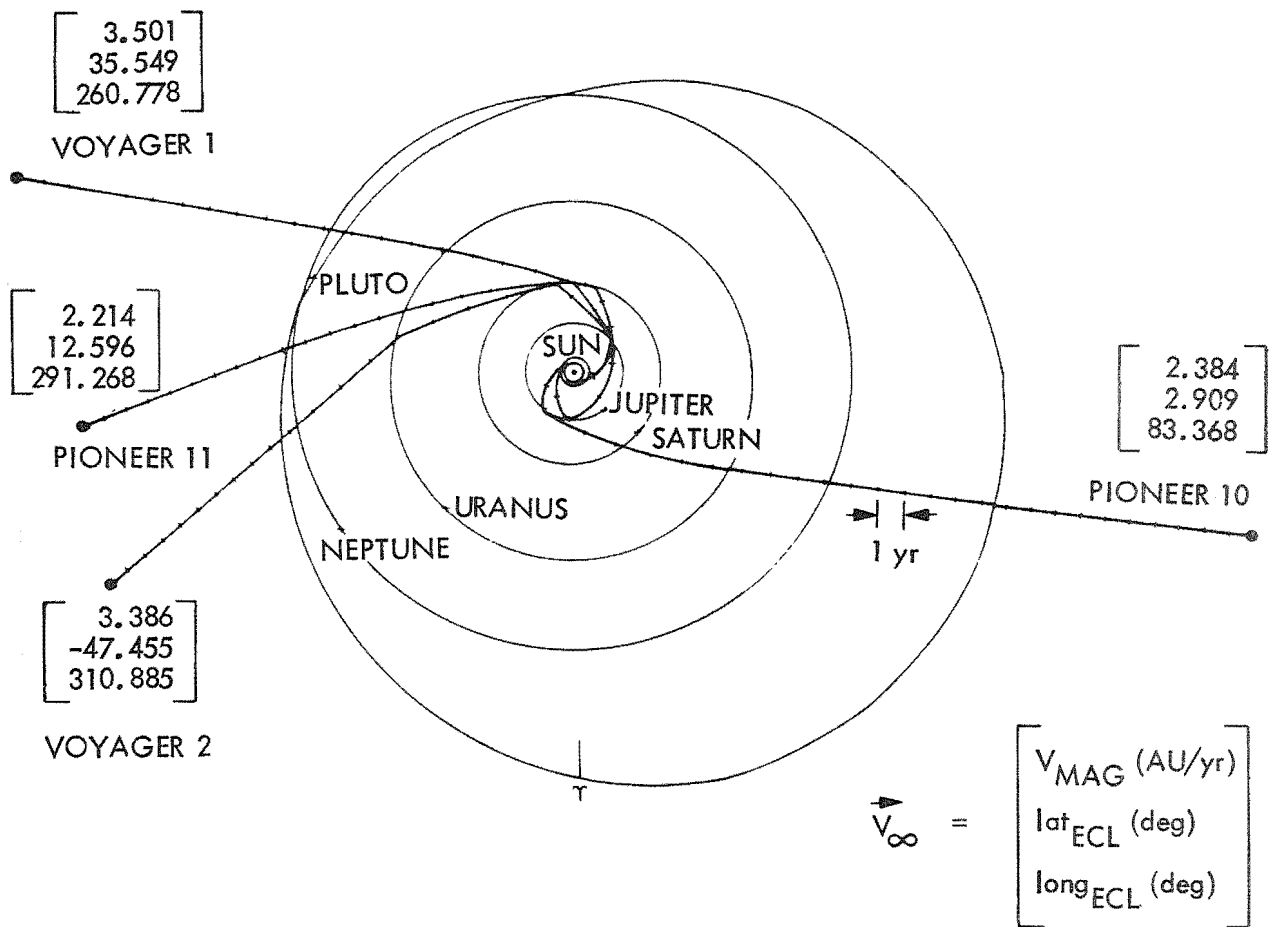 3.501
35.549
260.778
VOYAGER 1
PLUTO
2.214
12.596
291.268
PIONEER 11
SUN
JUPITER
SATURN
2.384
2.909
83.368
PIONEER 10
1 yr
URANUS
NEPTUNE
3.386
-47.455
310.885
VOYAGER 2
♈
V∞ =
VMAG (AU/yr)
latECL (deg)
longECL (deg)